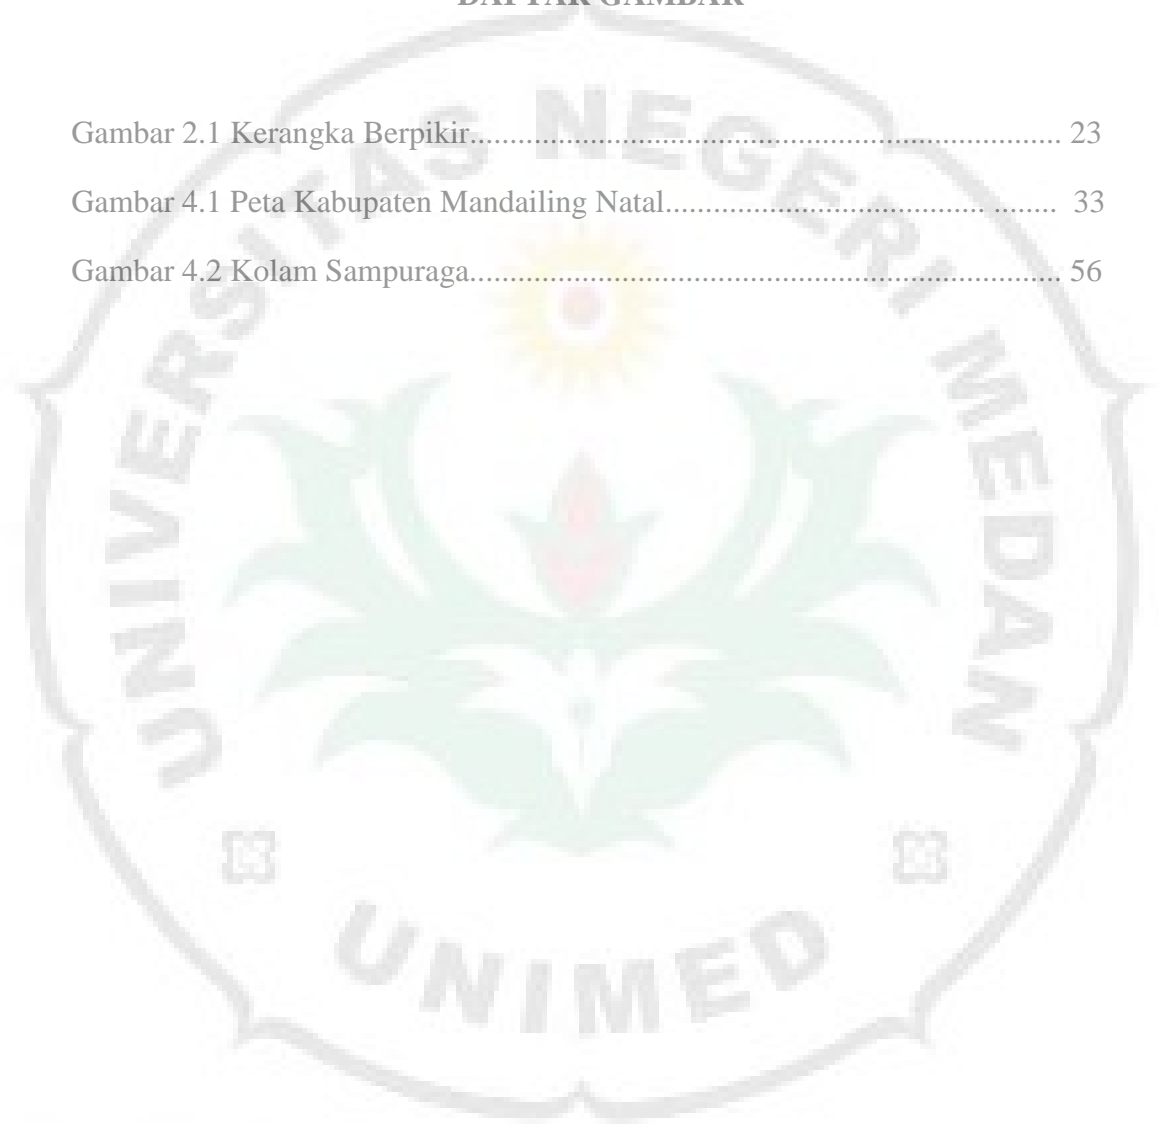 DAFTAR GAMBAR
Gambar 2.1 Kerangka Berpikir.......................................................................... 23
Gambar 4.1 Peta Kabupaten Mandailing Natal........................................ ........ 33
Gambar 4.2 Kolam Sampuraga.......................................................................... 56
UNIVERSITAS NEGERI MEDAN
UNIMED